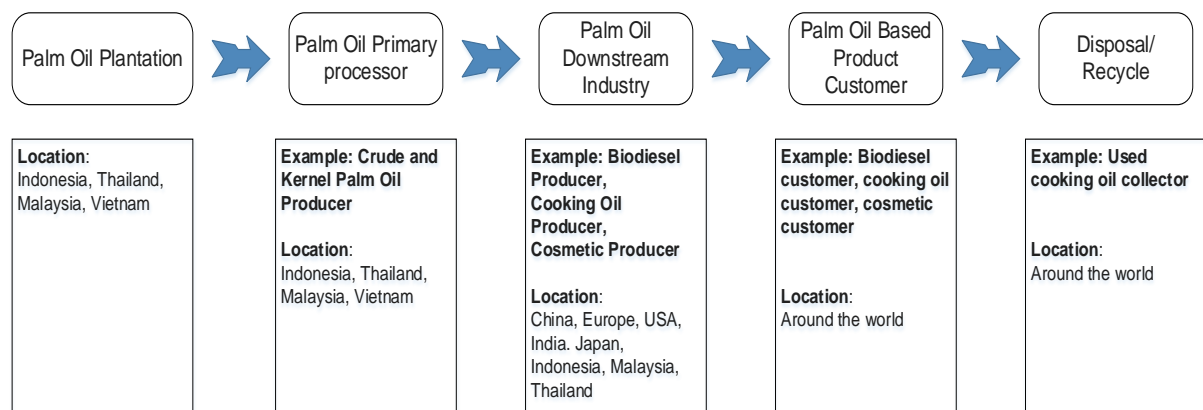 Palm Oil Plantation
Palm Oil Primary
processor
Palm Oil
Downstream
Industry
Palm Oil Based
Product
Customer
Disposal/
Recycle
Location:
Indonesia, Thailand,
Malaysia, Vietnam
Example: Crude and
Kernel Palm Oil
Producer
Location:
Indonesia, Thailand,
Malaysia, Vietnam
Example: Biodiesel
Producer,
Cooking Oil
Producer,
Cosmetic Producer
Location:
China, Europe, USA,
India. Japan,
Indonesia, Malaysia,
Thailand
Example: Biodiesel
customer, cooking oil
customer, cosmetic
customer
Location:
Around the world
Example: Used
cooking oil collector
Location:
Around the world